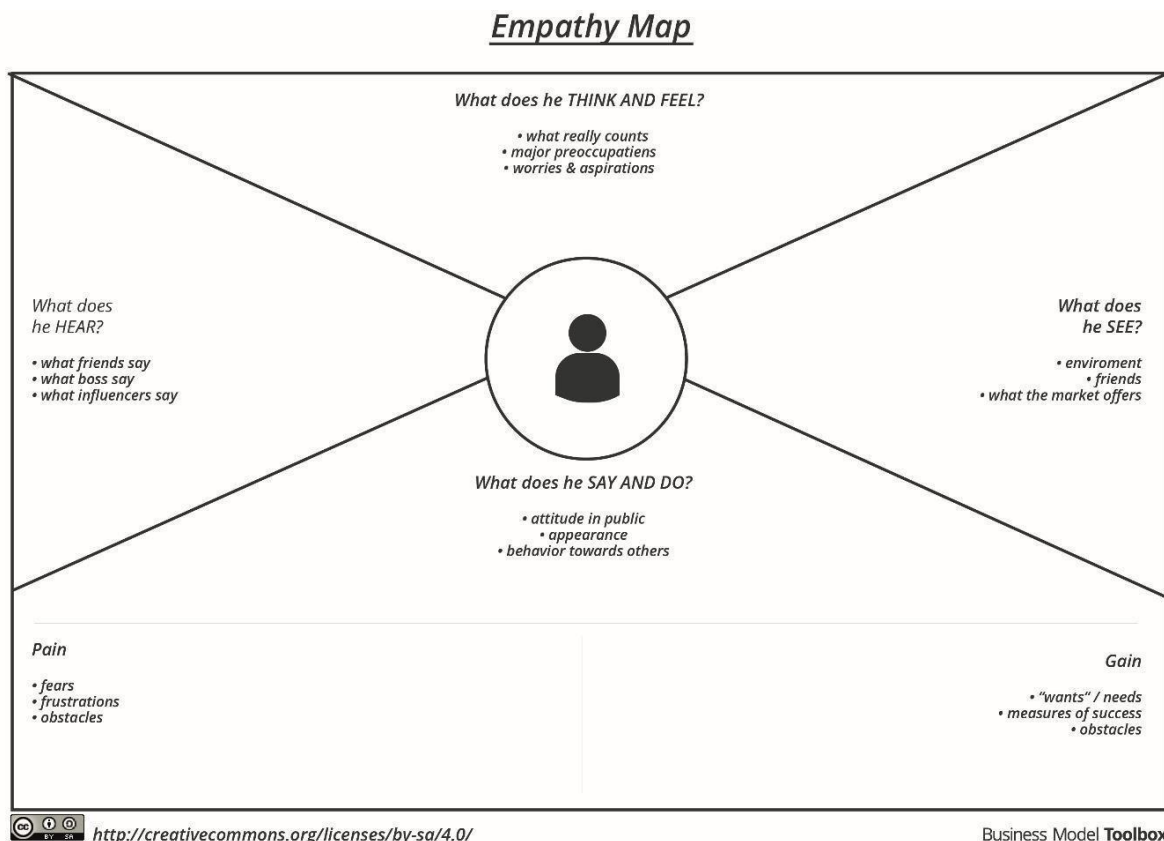 Empathy Map
What does he THINK AND FEEL?
• what really counts
• major preoccupatiens
• worries & aspirations
What does
he HEAR?
• what friends say
• what boss say
• what influencers say
What does
he SEE?
• enviroment
• friends
• what the market offers
What does he SAY AND DO?
• attitude in public
• appearance
• behavior towards others
Pain
• fears
• frustrations
• obstacles
Gain
• “wants“ / needs
• measures of success
• obstacles
cc BY SA http://creativecommons.org/licenses/by-sa/4.0/
Business Model Toolbox